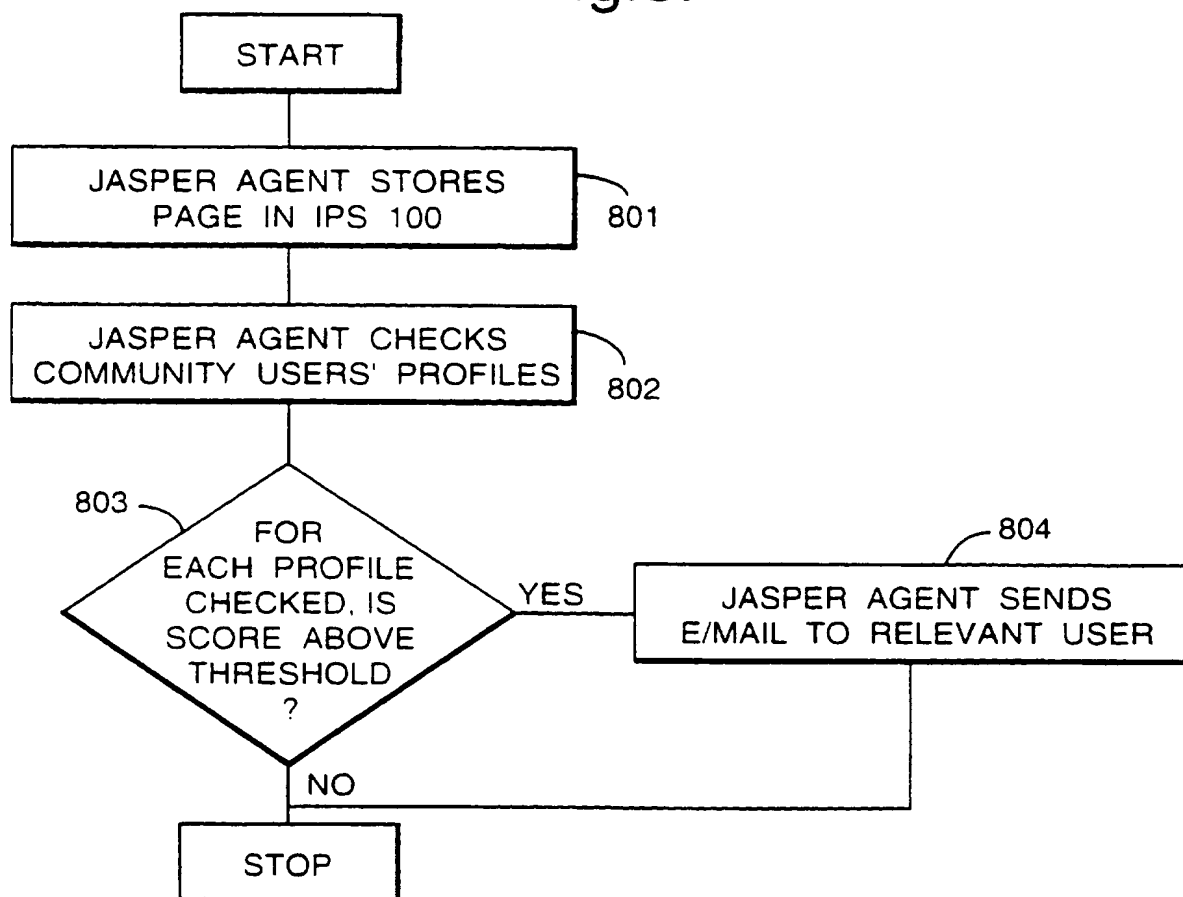 START
JASPER AGENT STORES
PAGE IN IPS 100
801
JASPER AGENT CHECKS
COMMUNITY USERS' PROFILES
802
803
FOR
EACH PROFILE
CHECKED, IS
SCORE ABOVE
THRESHOLD
?
YES
804
JASPER AGENT SENDS
E/MAIL TO RELEVANT USER
NO
STOP